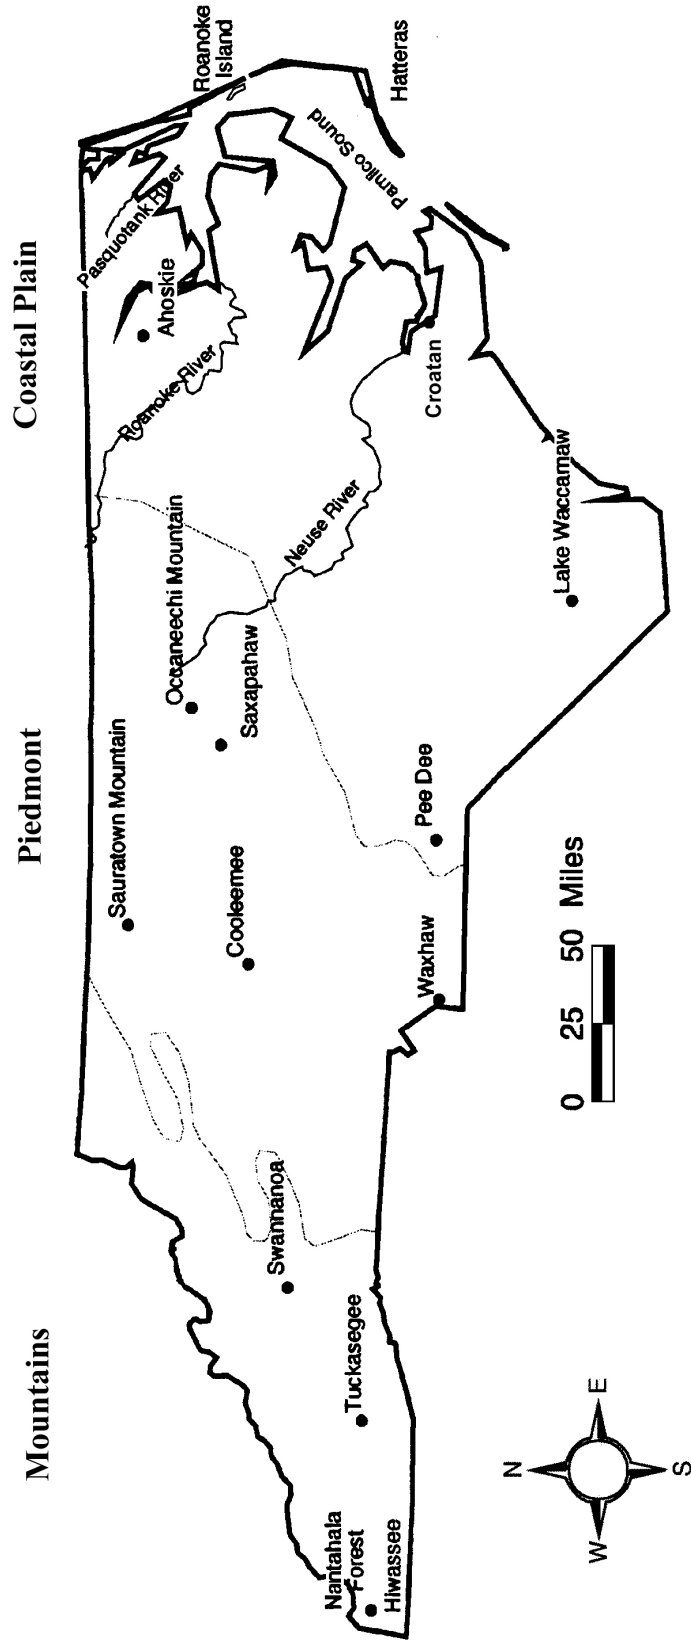 Mountains
Piedmont
Coastal Plain
Roanoke
Island
Hatteras
Pamlico Sound
Pasquotank River
Ahoskie
Roanoke River
Croatan
Neuse River
Lake Waccamaw
Occaneechi Mountain
Saxapahaw
Sauratown Mountain
Cooleemee
Pee Dee
Waxhaw
Swannanoa
Tuckasegee
Nantahala
Forest
Hiwassee
0 25 50 Miles
N
W E
S